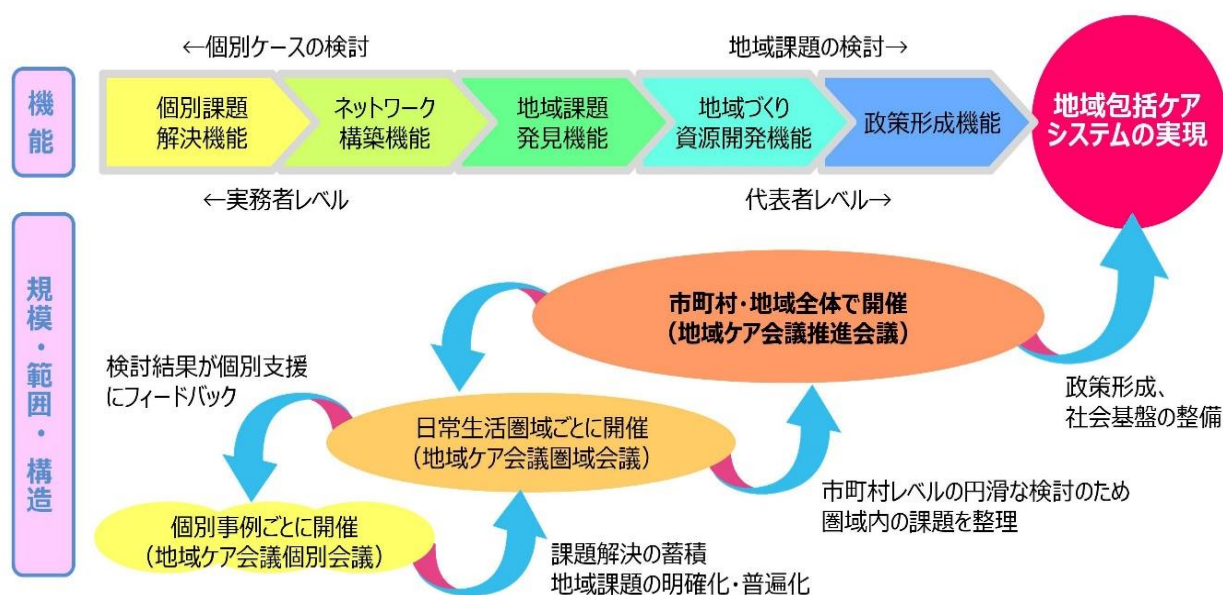 ←個別ケースの検討
地域課題の検討→
機能
個別課題
解決機能
ネットワーク
構築機能
地域課題
発見機能
地域づくり
資源開発機能
政策形成機能
地域包括ケア
システムの実現
←実務者レベル
代表者レベル→
規模・範囲・構造
市町村・地域全体で開催
(地域ケア会議推進会議)
検討結果が個別支援
にフィードバック
政策形成、
社会基盤の整備
日常生活圏域ごとに開催
(地域ケア会議圏域会議)
市町村レベルの円滑な検討のため
圏域内の課題を整理
個別事例ごとに開催
(地域ケア会議個別会議)
課題解決の蓄積
地域課題の明確化・普遍化